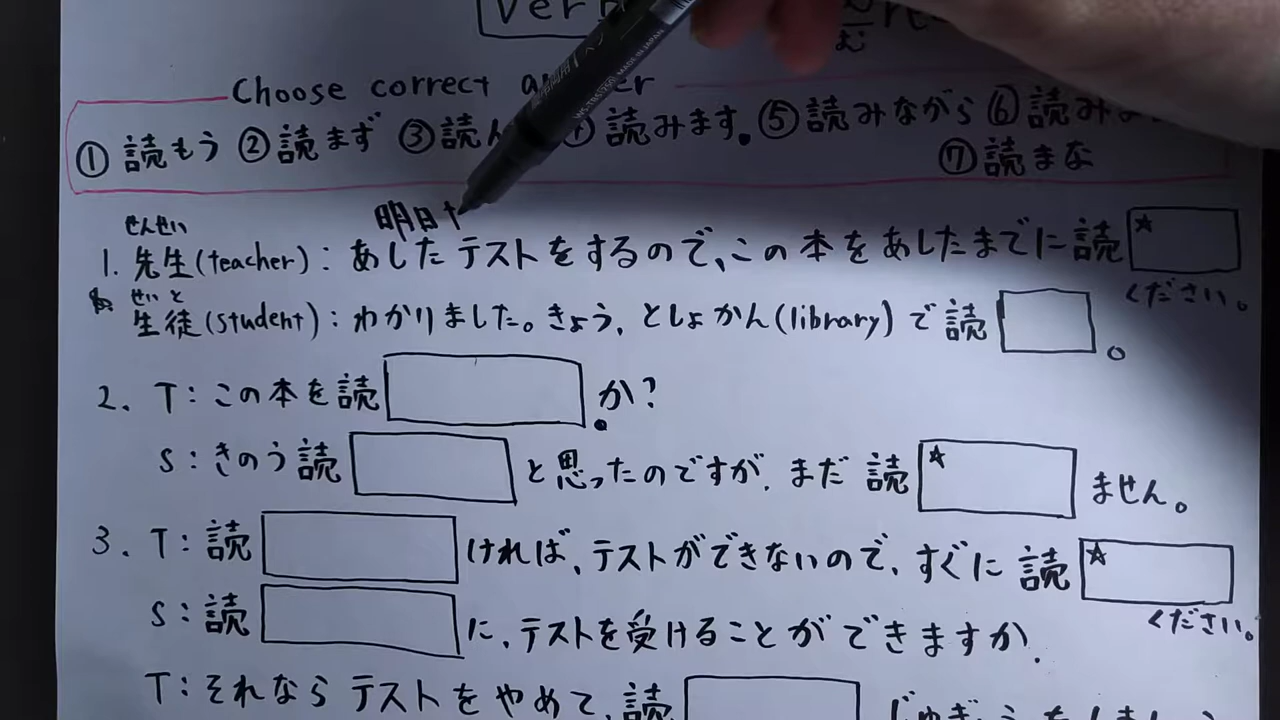 Verb
む
Choose correct
① 読もう ② 読まず ③ 読ん 読みます。 ⑤ 読みながら ⑥ 読みま
⑦ 読まな
明日
せんせい
1. 先生(teacher): あしたテストをするので、この本をあしたまでに読 ☆
ください。
せいと
生徒(student): わかりました。きょう、としょかん(library)で読 。
2. T: この本を読 か?
S: きのう読 と思ったのですが、まだ 読 ☆ ません。
3. T: 読 ければ、テストができないので、すぐに 読 ☆
ください。
S: 読 に、テストを受けることができますか.
T: それなら テストをやめて、読